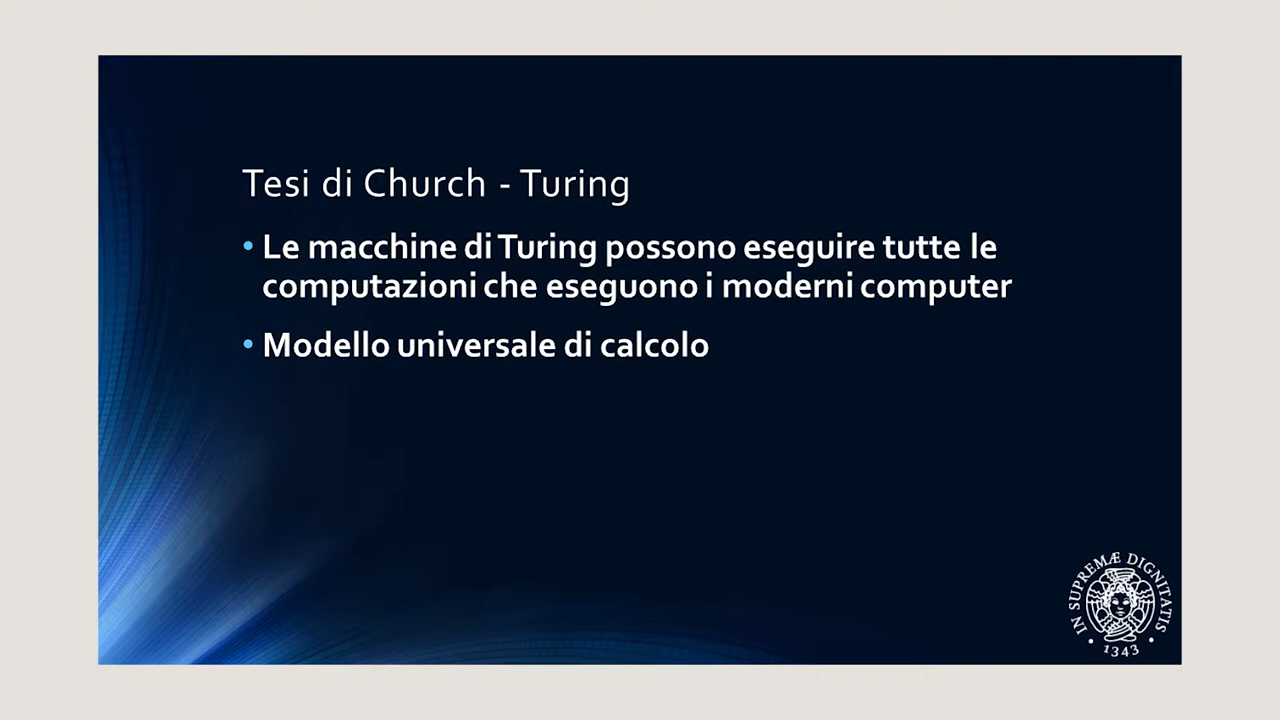 Tesi di Church - Turing
• Le macchine di Turing possono eseguire tutte le
computazioni che eseguono i moderni computer
• Modello universale di calcolo
IN SUPREMÆ DIGNITATIS
• 1343 •